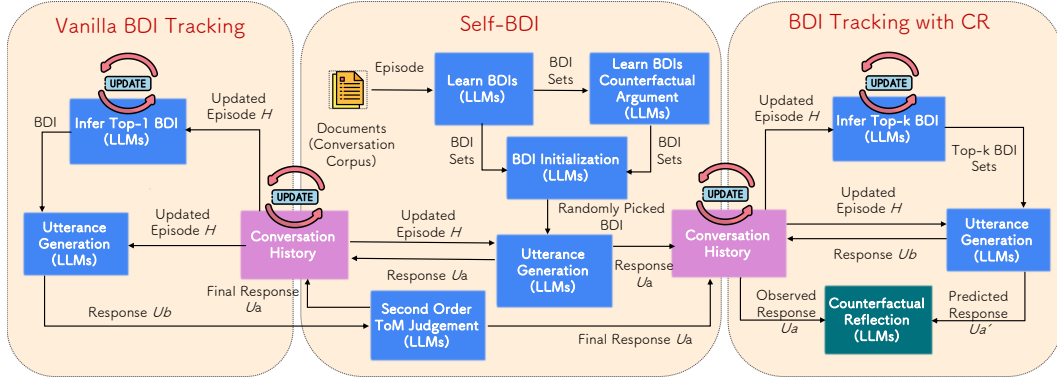 Vanilla BDI Tracking
UPDATE
Updated
Episode H
BDI
Infer Top-1 BDI
(LLMs)
Updated
Episode H
Utterance
Generation
(LLMs)
Response Ub
UPDATE
Conversation
History
Final Response Ua
Self-BDI
Documents
(Conversation
Corpus)
Episode
Learn BDIs
(LLMs)
BDI
Sets
Learn BDIs
Counterfactual
Argument
(LLMs)
BDI
Sets
BDI
Sets
BDI Initialization
(LLMs)
Randomly Picked
BDI
Updated
Episode H
Utterance
Generation
(LLMs)
Response Ua
Response
Ua
Second Order
ToM Judgement
(LLMs)
Final Response Ua
UPDATE
Conversation
History
BDI Tracking with CR
UPDATE
Updated
Episode H
Infer Top-k BDI
(LLMs)
Top-k BDI
Sets
Updated
Episode H
Utterance
Generation
(LLMs)
Response Ub
Observed
Response
Ua
Counterfactual
Reflection
(LLMs)
Predicted
Response
Ua´